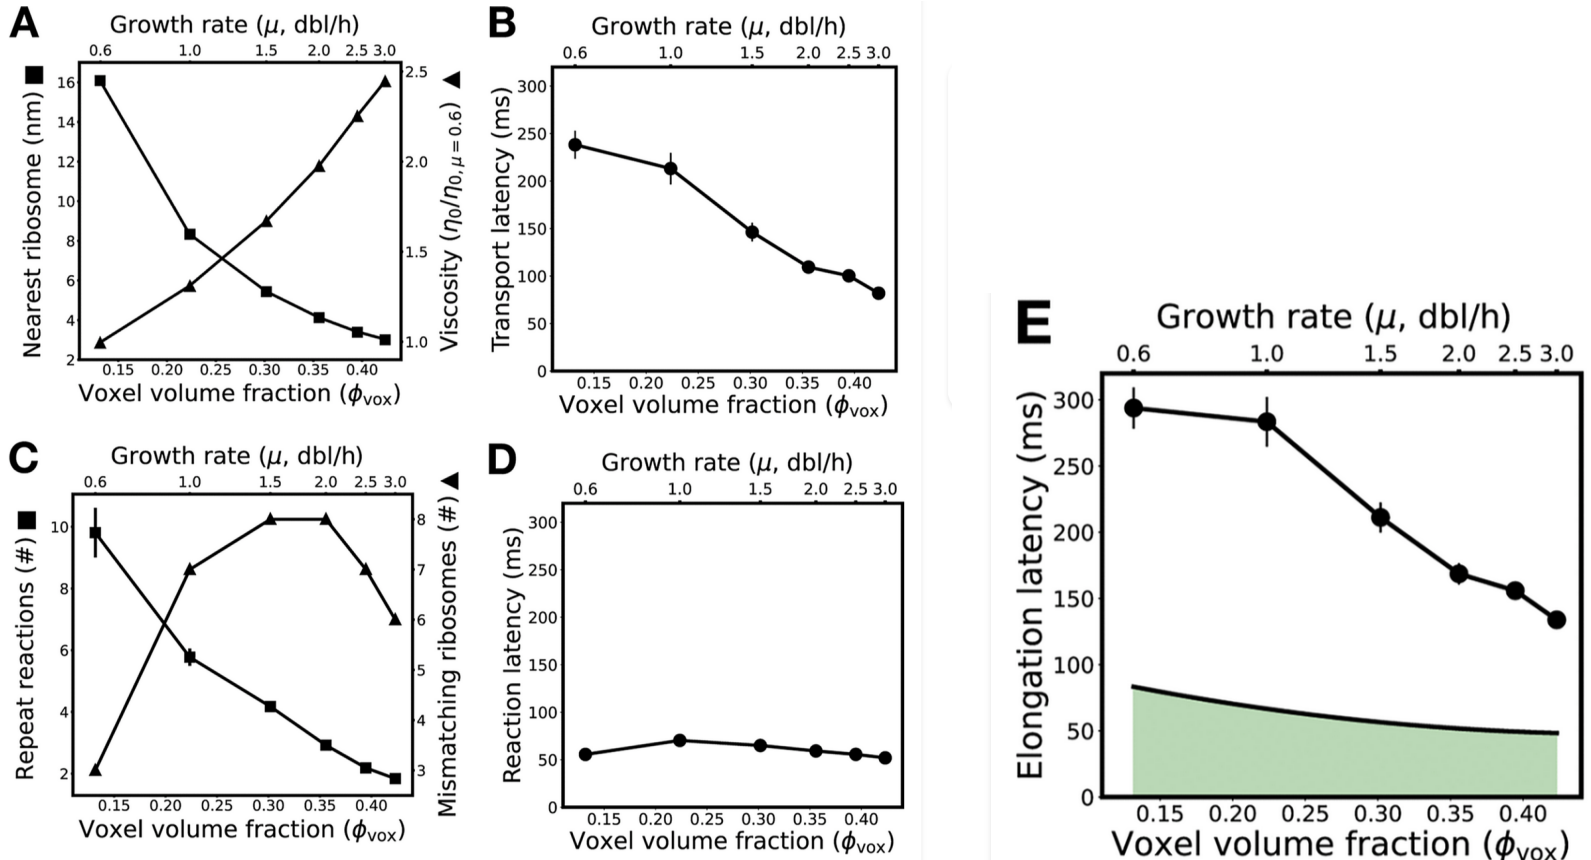 A
Growth rate (μ, dbl/h)
0.6 1.0 1.5 2.0 2.5 3.0
Nearest ribosome (nm)
16
14
12
10
8
6
4
2
2.5
2.0
1.5
1.0
Viscosity (η0/η0, μ = 0.6)
0.15 0.20 0.25 0.30 0.35 0.40
Voxel volume fraction (ϕvox)
B
Growth rate (μ, dbl/h)
0.6 1.0 1.5 2.0 2.5 3.0
Transport latency (ms)
300
250
200
150
100
50
0
0.15 0.20 0.25 0.30 0.35 0.40
Voxel volume fraction (ϕvox)
C
Growth rate (μ, dbl/h)
0.6 1.0 1.5 2.0 2.5 3.0
Repeat reactions (#)
10
8
6
4
2
8
7
6
5
4
3
Mismatching ribosomes (#)
0.15 0.20 0.25 0.30 0.35 0.40
Voxel volume fraction (ϕvox)
D
Growth rate (μ, dbl/h)
0.6 1.0 1.5 2.0 2.5 3.0
Reaction latency (ms)
300
250
200
150
100
50
0
0.15 0.20 0.25 0.30 0.35 0.40
Voxel volume fraction (ϕvox)
E
Growth rate (μ, dbl/h)
0.6 1.0 1.5 2.0 2.5 3.0
Elongation latency (ms)
300
250
200
150
100
50
0
0.15 0.20 0.25 0.30 0.35 0.40
Voxel volume fraction (ϕvox)